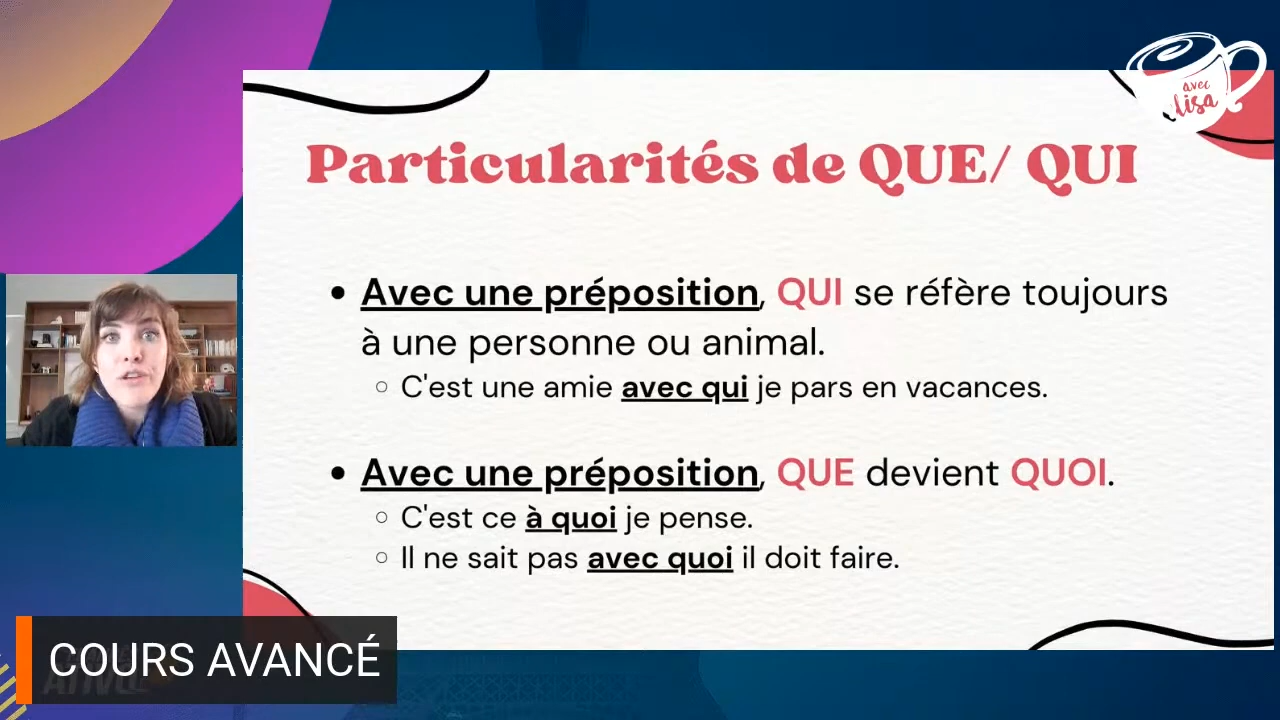 avec
lisa
Particularités de QUE/ QUI
Avec une préposition, QUI se réfère toujours
à une personne ou animal.
C'est une amie avec qui je pars en vacances.
Avec une préposition, QUE devient QUOI.
C'est ce à quoi je pense.
Il ne sait pas avec quoi il doit faire.
COURS AVANCÉ